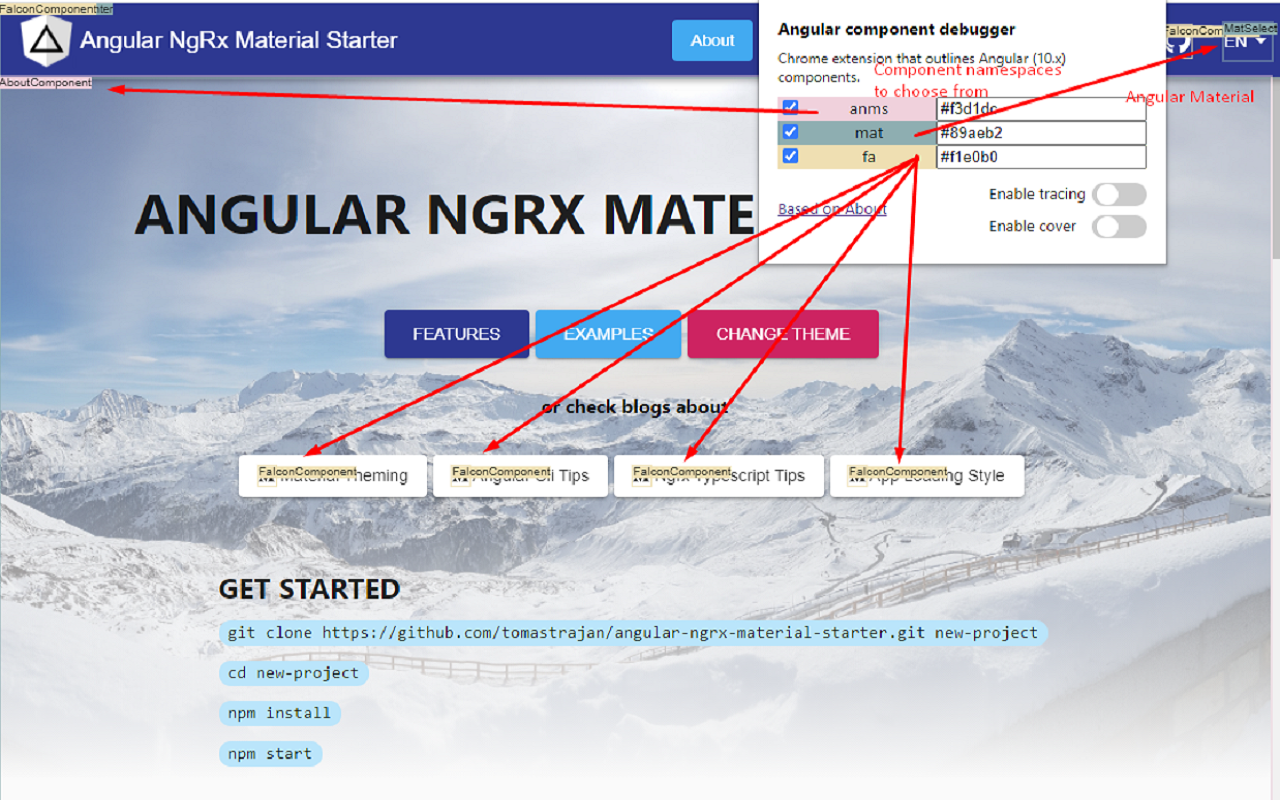 FalconComponent
Angular NgRx Material Starter
About
EN
MatSelect
AboutComponent
Angular component debugger
Chrome extension that outlines Angular (10.x)
components.
Component namespaces
to choose from
Angular Material
anms
mat #89aeb2
fa #f1e0b0
Enable tracing
Based on About
Enable cover
ANGULAR NGRX MATE
FEATURES EXAMPLES CHANGE THEME
or check blogs about
FalconComponent FalconComponent FalconComponent FalconComponent
Material Theming Angular Cli Tips Ngrx Typescript Tips App Loading Style
GET STARTED
git clone https://github.com/tomastrajan/angular-ngrx-material-starter.git new-project
cd new-project
npm install
npm start